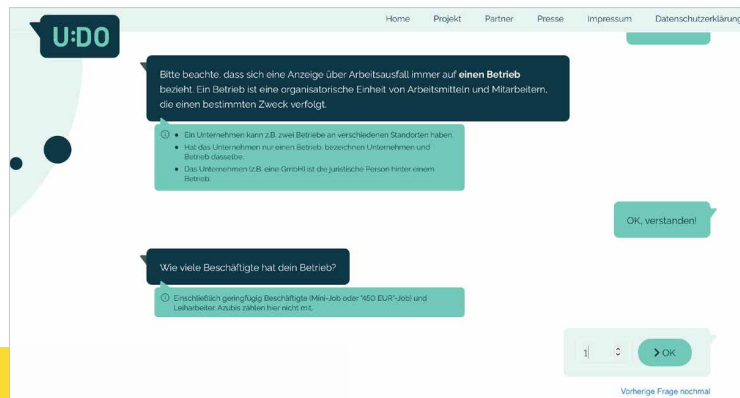 U:DO
Home Projekt Partner Presse Impressum Datenschutzerklärung
Bitte beachte, dass sich eine Anzeige über Arbeitsausfall immer auf einen Betrieb
bezieht. Ein Betrieb ist eine organisatorische Einheit von Arbeitsmitteln und Mitarbeitern,
die einen bestimmten Zweck verfolgt.
Ein Unternehmen kann z.B. zwei Betriebe an verschiedenen Standorten haben.
Hat das Unternehmen nur einen Betrieb, bezeichnen Unternehmen und
Betrieb dasselbe.
Das Unternehmen (z.B. eine GmbH) ist die juristische Person hinter einem
Betrieb.
OK, verstanden!
Wie viele Beschäftigte hat dein Betrieb?
Einschließlich geringfügig Beschäftigte (Mini-Job oder "450 EUR"-Job) und
Leiharbeiter. Azubis zählen hier nicht mit.
1
OK
Vorherige Frage nochmal